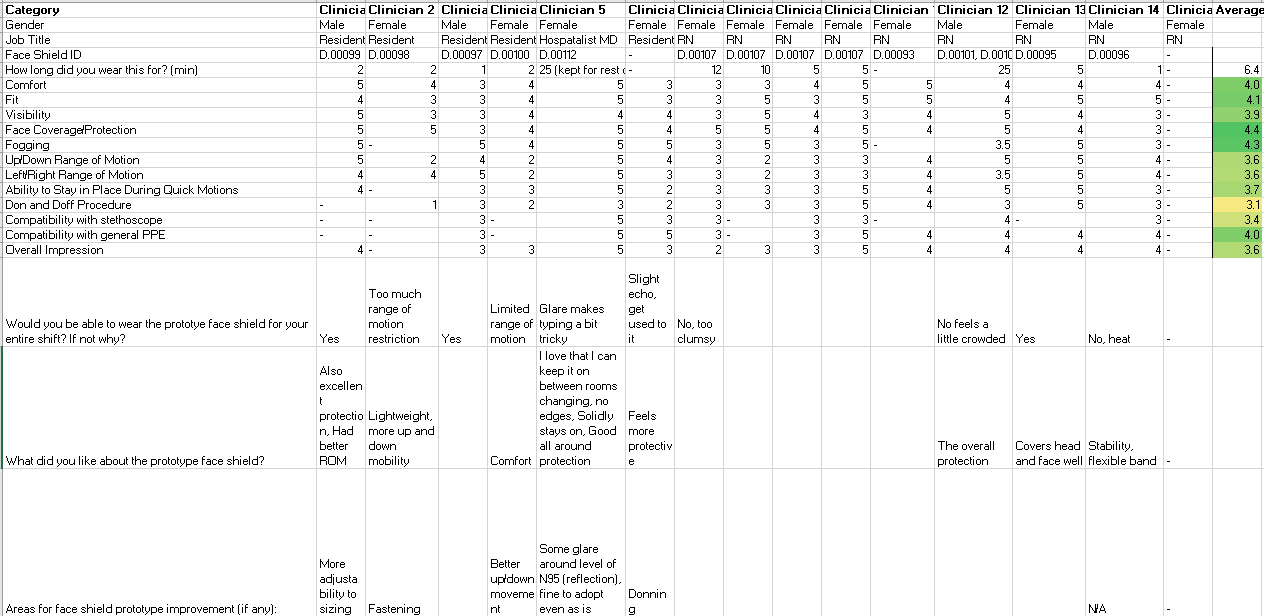 Category Clinicia Clinician 2 Clinicia Clinicia Clinician 5 Clinicia Clinicia Clinicia Clinicia Clinicia Clinician Clinician 12 Clinician 13 Clinician 14 Clinicia Average
Gender Male Female Male Female Female Female Female Female Female Female Female Male Female Male Female
Job Title Resident Resident Resident Resident Hospatalist MD Resident RN RN RN RN RN RN RN RN RN
Face Shield ID D.00099 D.00098 D.00097 D.00100 D.00112 - D.00107 D.00107 D.00107 D.00107 D.00093 D.00101, D.0010 D.00095 D.00096 -
How long did you wear this for? (min) 2 2 1 2 25 (kept for rest o - 12 10 5 5 - 25 5 1 - 6.4
Comfort 5 4 3 4 5 3 3 3 4 5 5 4 4 4 - 4.0
Fit 4 3 3 4 5 3 3 5 3 5 5 4 5 5 - 4.1
Visibility 5 3 3 4 4 4 3 5 4 3 4 5 4 3 - 3.9
Face Coverage/Protection 5 5 3 4 5 4 5 5 4 5 4 5 4 3 - 4.4
Fogging 5 - 5 4 5 5 3 5 3 5 - 3.5 5 3 - 4.3
Up/Down Range of Motion 5 2 4 2 5 4 3 2 3 3 4 5 5 4 - 3.6
Left/Right Range of Motion 4 4 5 2 5 3 3 2 3 3 4 3.5 5 4 - 3.6
Ability to Stay in Place During Quick Motions 4 - 3 3 5 2 3 3 3 5 4 5 5 3 - 3.7
Don and Doff Procedure - 1 3 2 3 2 3 3 3 5 4 3 5 3 - 3.1
Compatibility with stethoscope - - 3 - 5 3 3 - 3 3 - 4 - 3 - 3.4
Compatibility with general PPE - - 3 - 5 5 3 - 3 5 4 4 4 4 - 4.0
Overall Impression 4 - 3 3 5 3 2 3 3 5 4 4 4 4 - 3.6
Would you be able to wear the prototye face shield for your
entire shift? If not why?
Yes
Too much
range of
motion
restriction
Yes
Limited
range of
motion
Glare makes
typing a bit
tricky
Slight
echo,
get
used to
it
No, too
clumsy
No feels a
little crowded
Yes
No, heat
-
What did you like about the prototype face shield?
Also
excellen
t
protectio
n, Had
better
ROM
Lightweight,
more up and
down
mobility
Comfort
I love that I can
keep it on
between rooms
changing, no
edges, Solidly
stays on, Good
all around
protection
Feels
more
protectiv
e
The overall
protection
Covers head
and face well
Stability,
flexible band
-
Areas for face shield prototype improvement (if any):
More
adjusta
bility to
sizing
Fastening
Better
up/down
moveme
nt
Some glare
around level of
N95 (reflection),
fine to adopt
even as is
Donnin
g
N/A
-